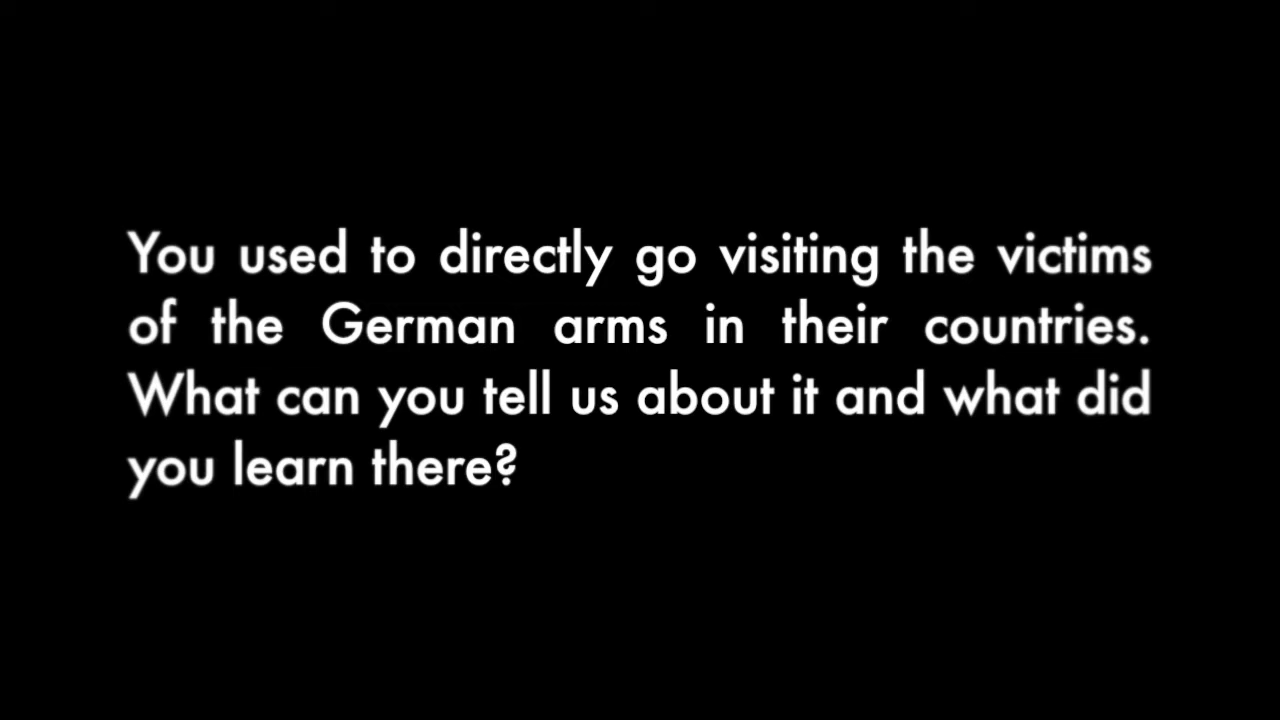 You used to directly go visiting the victims
of the German arms in their countries.
What can you tell us about it and what did
you learn there?